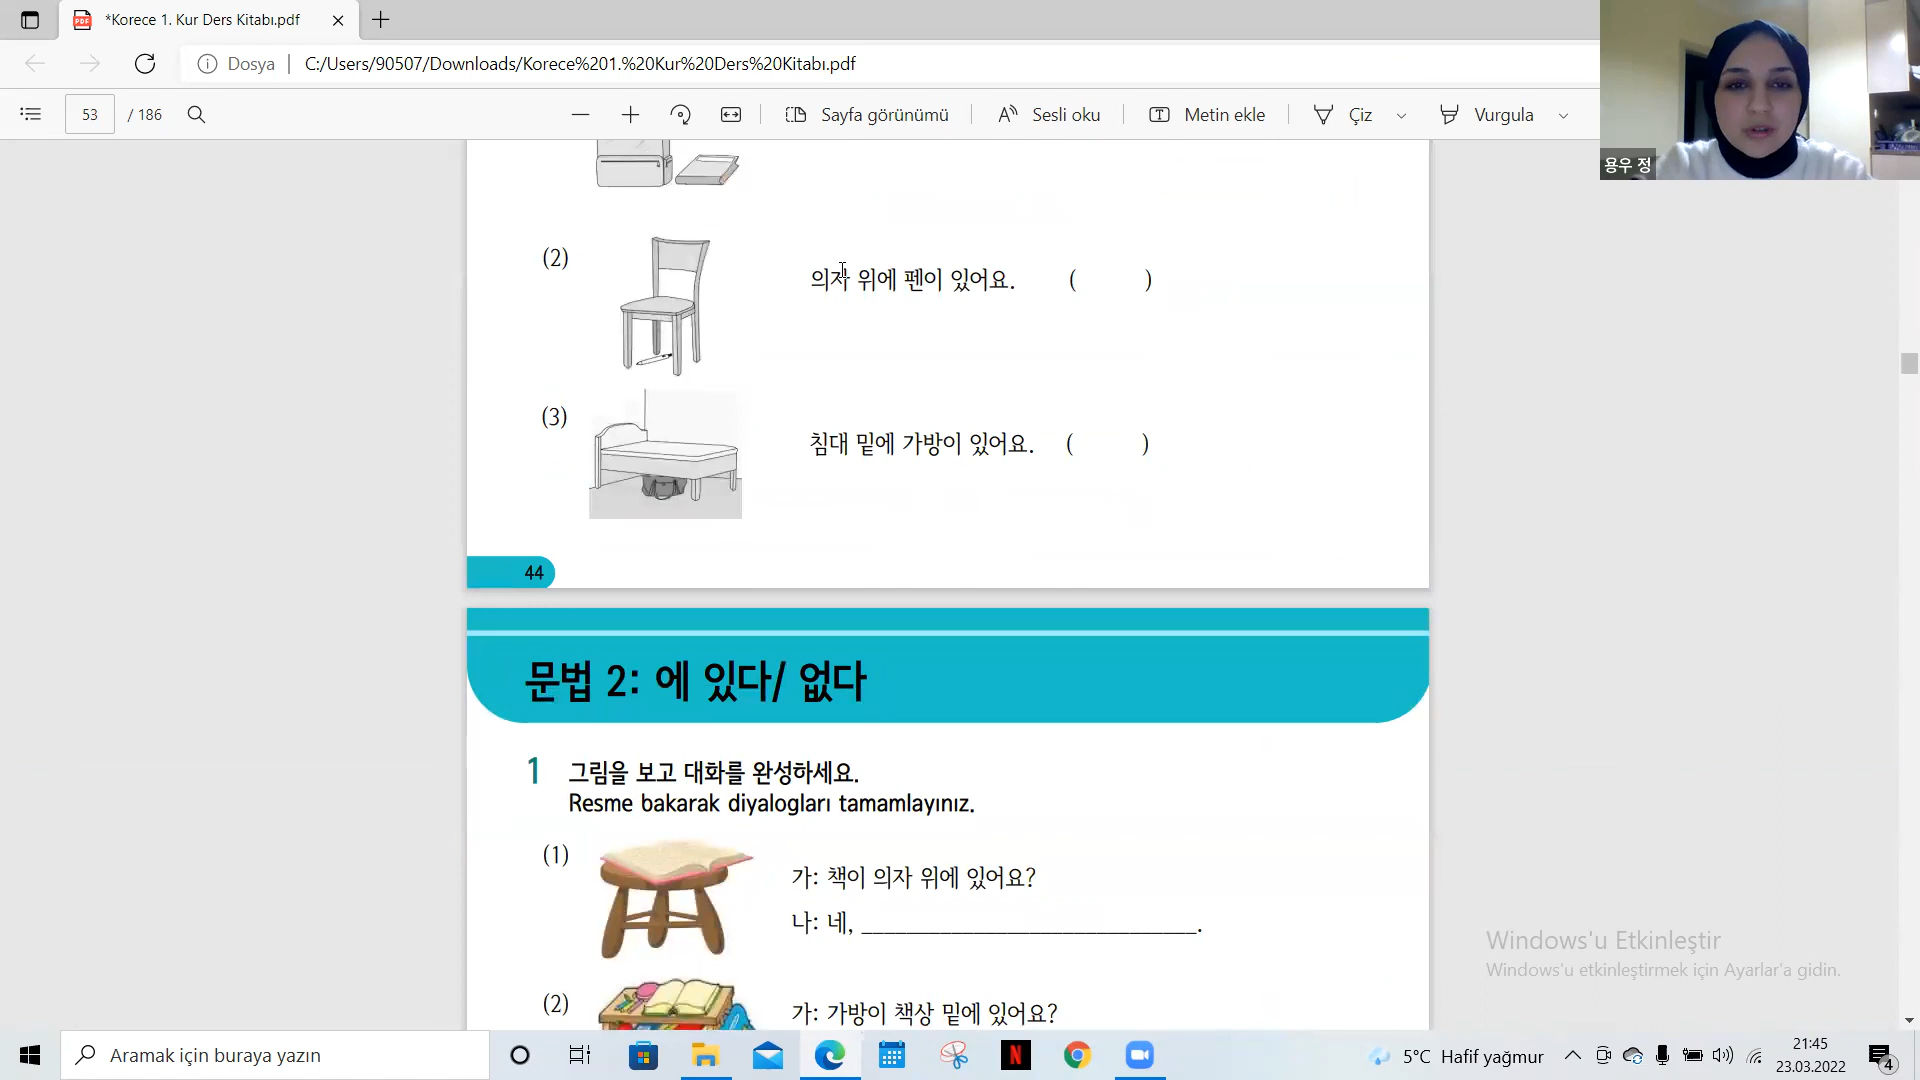 *Korece 1. Kur Ders Kitabı.pdf
Dosya
C:/Users/90507/Downloads/Korece%201.%20Kur%20Ders%20Kitabı.pdf
53 / 186
Sayfa görünümü
Sesli oku
Metin ekle
Çiz
Vurgula
용우 정
(2) 의자 위에 펜이 있어요. ( )
(3) 침대 밑에 가방이 있어요. ( )
44
문법 2: 에 있다/ 없다
1 그림을 보고 대화를 완성하세요.
Resme bakarak diyalogları tamamlayınız.
(1) 가: 책이 의자 위에 있어요?
나: 네, ____________________________.
(2) 가: 가방이 책상 밑에 있어요?
Windows'u Etkinleştir
Windows'u etkinleştirmek için Ayarlar'a gidin.
Aramak için buraya yazın
5°C Hafif yağmur
21:45
23.03.2022
4